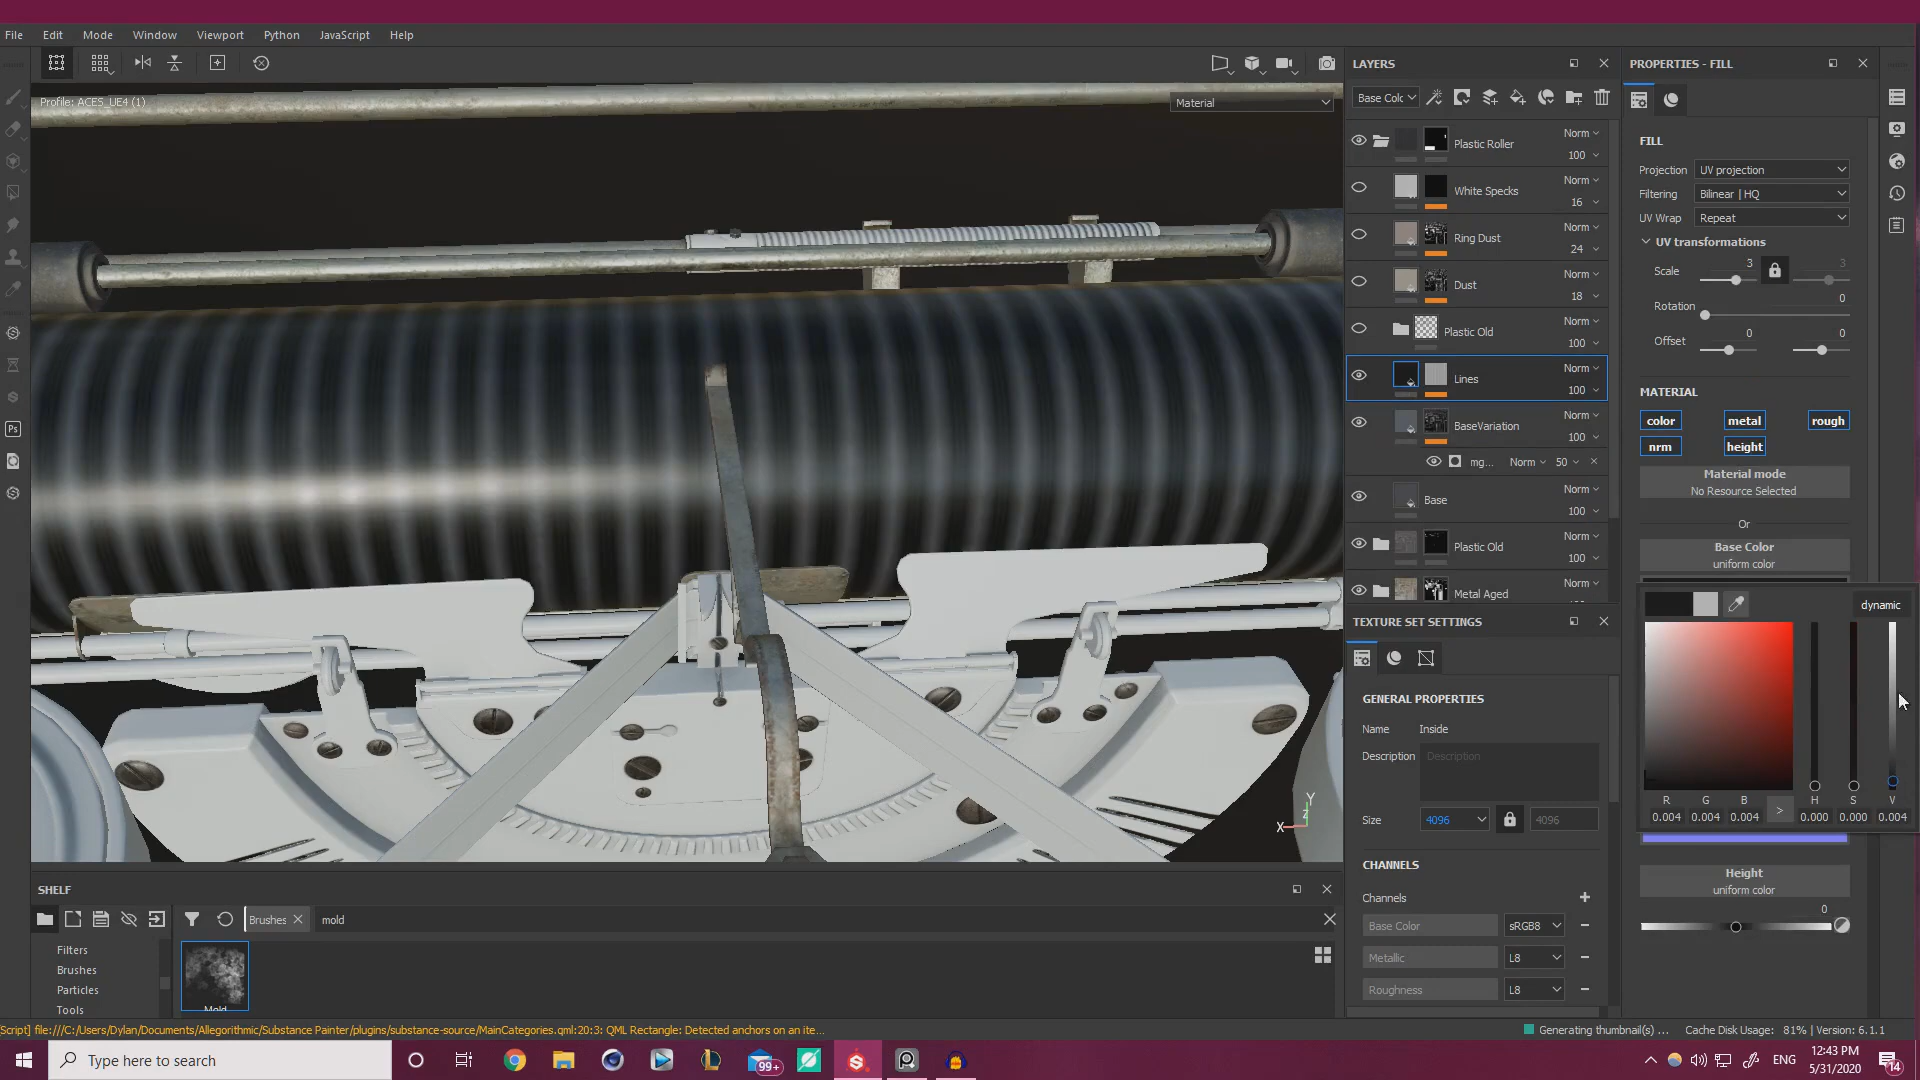 File Edit Mode Window Viewport Python JavaScript Help
Profile: ACES_UE4 (1)
Material
LAYERS
Base Colc
Plastic Roller
Norm
100
White Specks
Norm
16
Ring Dust
Norm
24
Dust
Norm
18
Plastic Old
Norm
100
Lines
Norm
100
BaseVariation
Norm
100
mg... Norm 50
Base
Norm
100
Plastic Old
Norm
100
Metal Aged
Norm
TEXTURE SET SETTINGS
GENERAL PROPERTIES
Name Inside
Description Description
Size 4096 4096
CHANNELS
Channels
Base Color sRGB8
Metallic L8
Roughness L8
PROPERTIES - FILL
FILL
Projection UV projection
Filtering Bilinear | HQ
UV Wrap Repeat
UV transformations
Scale 3 3
Rotation 0
Offset 0 0
MATERIAL
color metal rough
nrm height
Material mode
No Resource Selected
Or
Base Color
uniform color
dynamic
R G B > H S V
0.004 0.004 0.004 0.000 0.000 0.004
Height
uniform color
0
X Y Z
SHELF
Brushes mold
Filters
Brushes
Particles
Tools
Mold
Script] file:///C:/Users/Dylan/Documents/Allegorithmic/Substance Painter/plugins/substance-source/MainCategories.qml:20:3: QML Rectangle: Detected anchors on an ite...
Generating thumbnail(s) ... Cache Disk Usage: 81% | Version: 6.1.1
Type here to search
Ps
99+
ENG
12:43 PM
5/31/2020
14